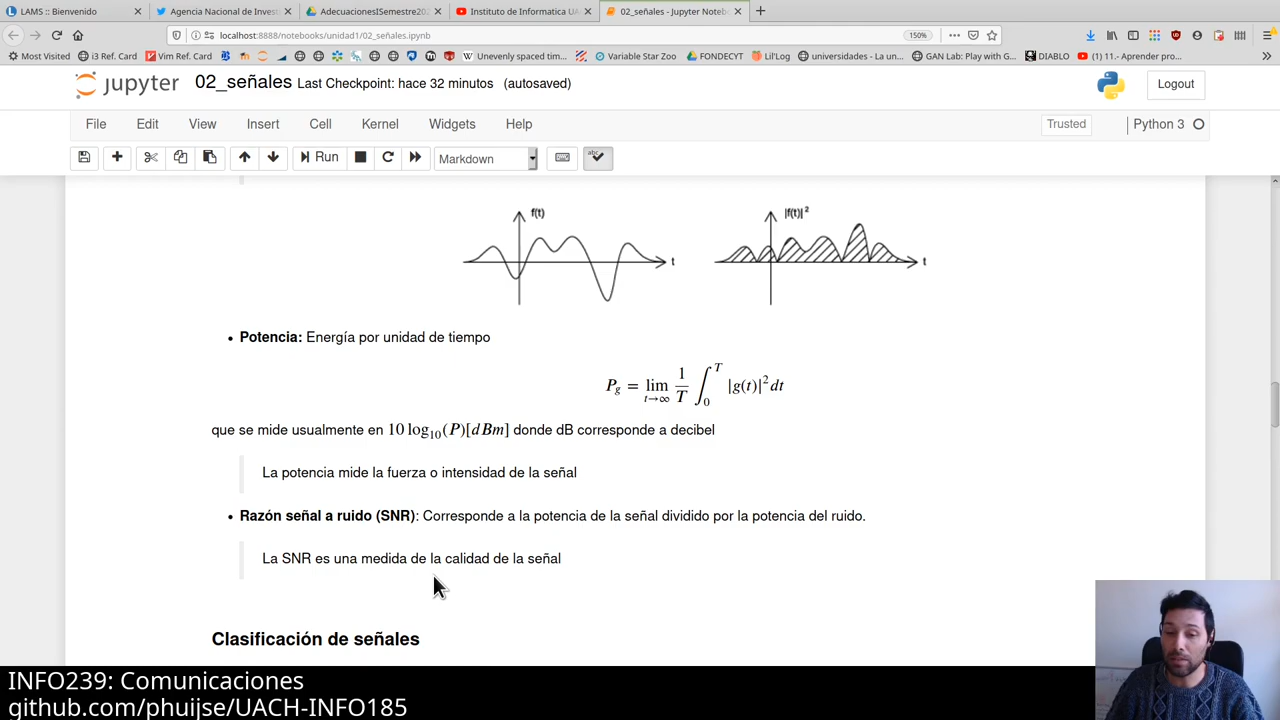 LAMS :: Bienvenido
Agencia Nacional de Investi
AdecuacionesISemestre202
Instituto de Informatica UA
02_señales - Jupyter Noteb
localhost:8888/notebooks/unidad1/02_señales.ipynb
150%
Most Visited
i3 Ref. Card
Vim Ref. Card
Unevenly spaced tim...
Variable Star Zoo
FONDECYT
Lil'Log
universidades - La un...
GAN Lab: Play with G...
DIABLO
(1) 11.- Aprender pro...
jupyter 02_señales Last Checkpoint: hace 32 minutos (autosaved)
Logout
File Edit View Insert Cell Kernel Widgets Help
Trusted
Python 3
Run
Markdown
f(t)
t
|f(t)|²
t
• Potencia: Energía por unidad de tiempo
P_g = lim_{t→∞} 1/T ∫_0^T |g(t)|² dt
que se mide usualmente en 10 log₁₀(P)[dBm] donde dB corresponde a decibel
La potencia mide la fuerza o intensidad de la señal
• Razón señal a ruido (SNR): Corresponde a la potencia de la señal dividido por la potencia del ruido.
La SNR es una medida de la calidad de la señal
Clasificación de señales
INFO239: Comunicaciones
github.com/phuijse/UACH-INFO185